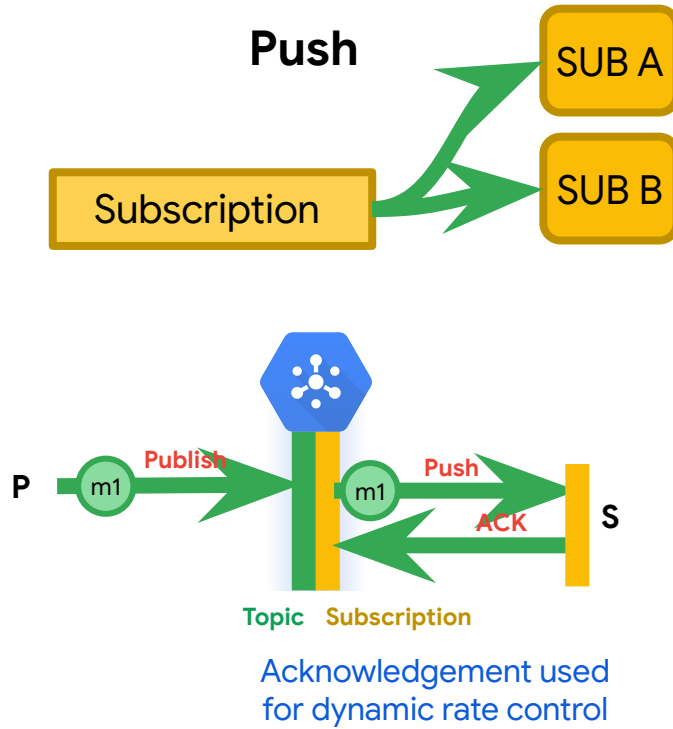 Push
SUB A
Subscription
SUB B
Publish
Push
P
m1
m1
ACK
S
Topic
Subscription
Acknowledgement used
for dynamic rate control